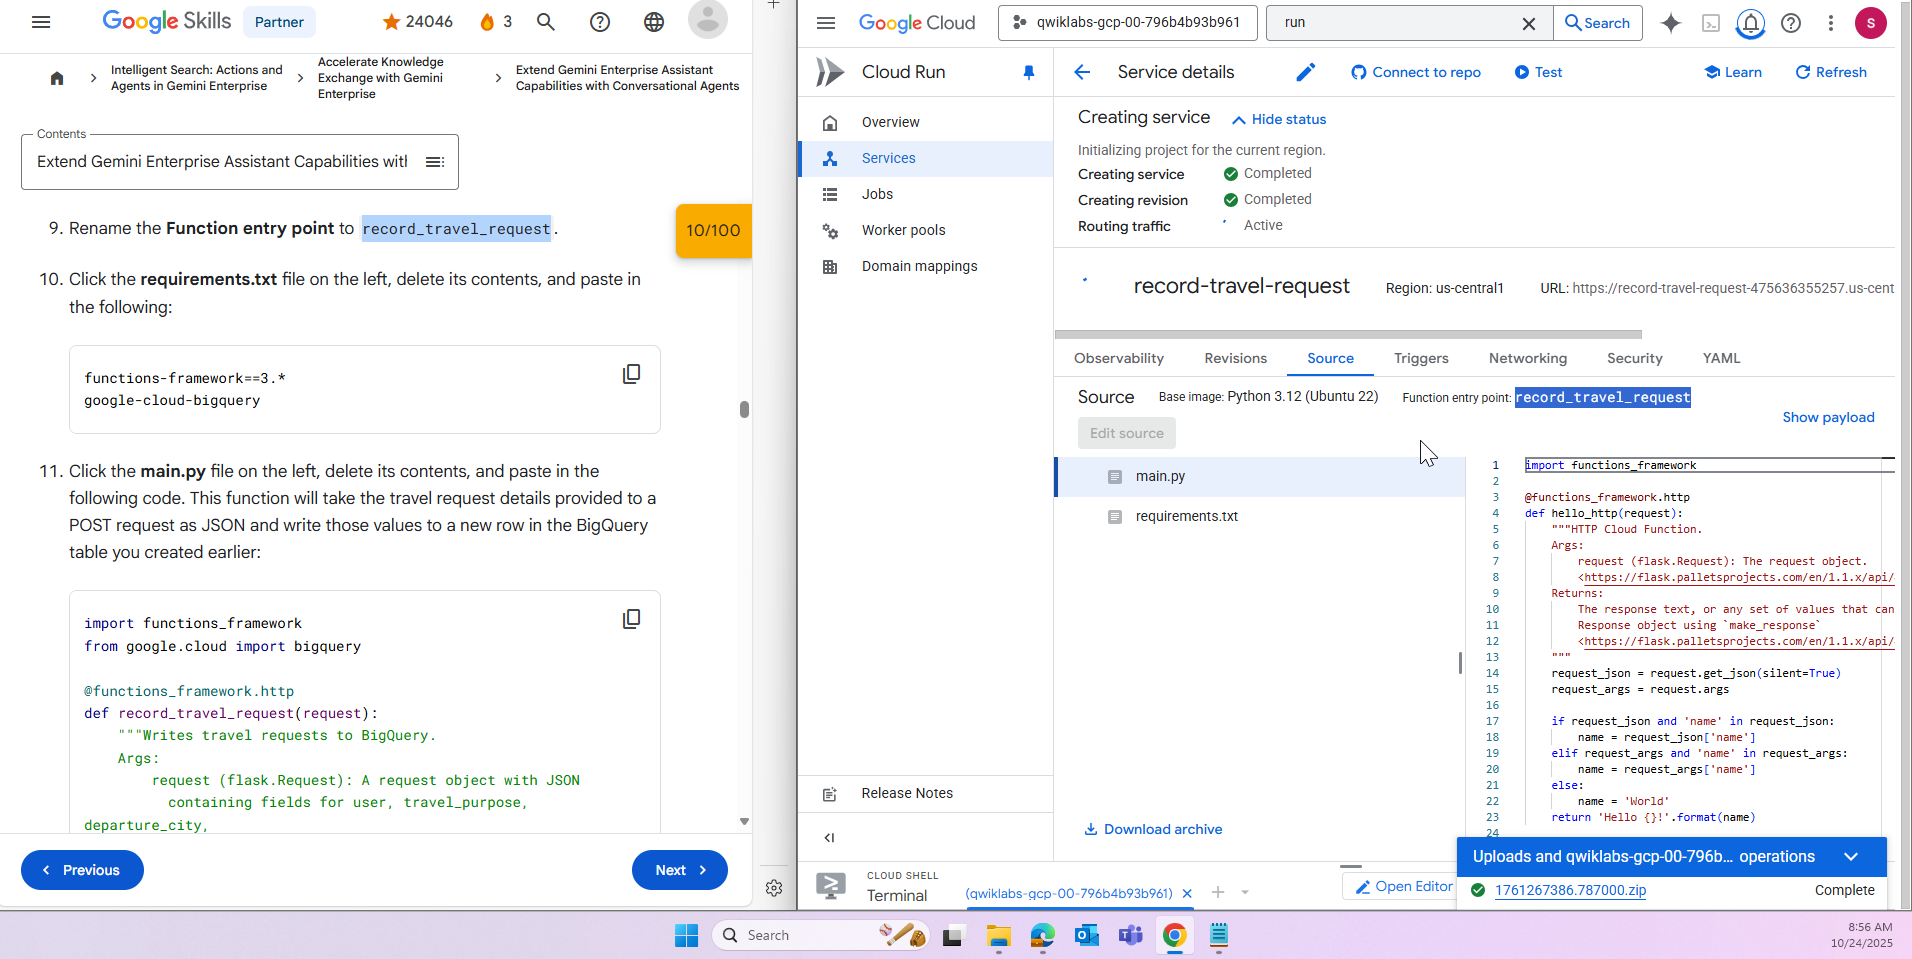 Google Skills
Partner
24046
3
Intelligent Search: Actions and
Agents in Gemini Enterprise
Accelerate Knowledge
Exchange with Gemini
Enterprise
Extend Gemini Enterprise Assistant
Capabilities with Conversational Agents
Contents
Extend Gemini Enterprise Assistant Capabilities with
9. Rename the Function entry point to record_travel_request.
10/100
10. Click the requirements.txt file on the left, delete its contents, and paste in
the following:
functions-framework==3.*
google-cloud-bigquery
11. Click the main.py file on the left, delete its contents, and paste in the
following code. This function will take the travel request details provided to a
POST request as JSON and write those values to a new row in the BigQuery
table you created earlier:
import functions_framework
from google.cloud import bigquery
@functions_framework.http
def record_travel_request(request):
"""Writes travel requests to BigQuery.
Args:
request (flask.Request): A request object with JSON
containing fields for user, travel_purpose,
departure_city,
Previous
Next
Google Cloud
qwiklabs-gcp-00-796b4b93b961
run
Search
S
Cloud Run
Service details
Connect to repo
Test
Learn
Refresh
Overview
Services
Jobs
Worker pools
Domain mappings
Release Notes
Creating service
Hide status
Initializing project for the current region.
Creating service Completed
Creating revision Completed
Routing traffic Active
record-travel-request
Region: us-central1
URL: https://record-travel-request-475636355257.us-cent
Observability
Revisions
Source
Triggers
Networking
Security
YAML
Source
Base image: Python 3.12 (Ubuntu 22)
Function entry point: record_travel_request
Show payload
Edit source
main.py
requirements.txt
Download archive
1 import functions_framework
2
3 @functions_framework.http
4 def hello_http(request):
5 """HTTP Cloud Function.
6 Args:
7 request (flask.Request): The request object.
8 <https://flask.palletsprojects.com/en/1.1.x/api/
9 Returns:
10 The response text, or any set of values that can
11 Response object using `make_response`
12 <https://flask.palletsprojects.com/en/1.1.x/api/
13 """
14 request_json = request.get_json(silent=True)
15 request_args = request.args
16
17 if request_json and 'name' in request_json:
18 name = request_json['name']
19 elif request_args and 'name' in request_args:
20 name = request_args['name']
21 else:
22 name = 'World'
23 return 'Hello {}!'.format(name)
24
CLOUD SHELL
Terminal
(qwiklabs-gcp-00-796b4b93b961)
Open Editor
Uploads and qwiklabs-gcp-00-796b... operations
1761267386.787000.zip
Complete
Search
8:56 AM
10/24/2025